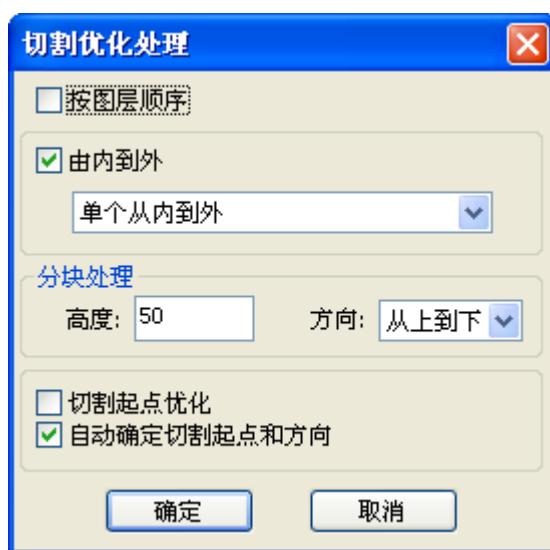 切割优化处理
按图层顺序
由内到外
单个从内到外
分块处理
高度: 50 方向: 从上到下
切割起点优化
自动确定切割起点和方向
确定 取消